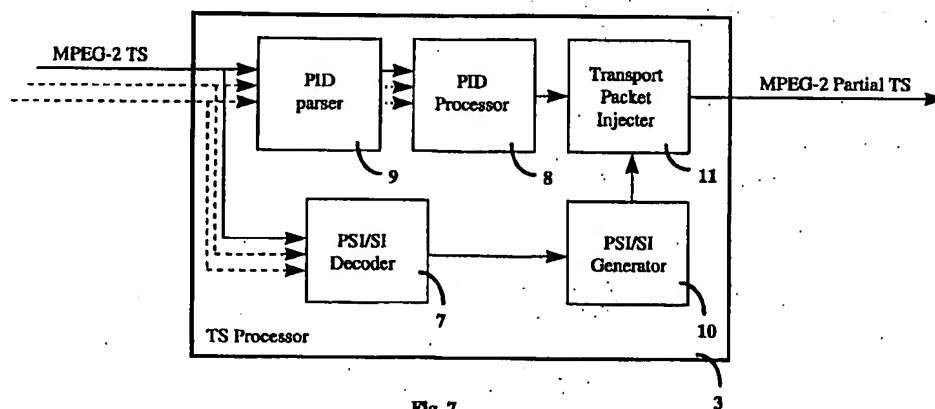 MPEG-2 TS
PID
parser
9
PID
Processor
8
Transport
Packet
Injecter
11
MPEG-2 Partial TS
PSI/SI
Decoder
7
PSI/SI
Generator
10
TS Processor
3
Fig. 7